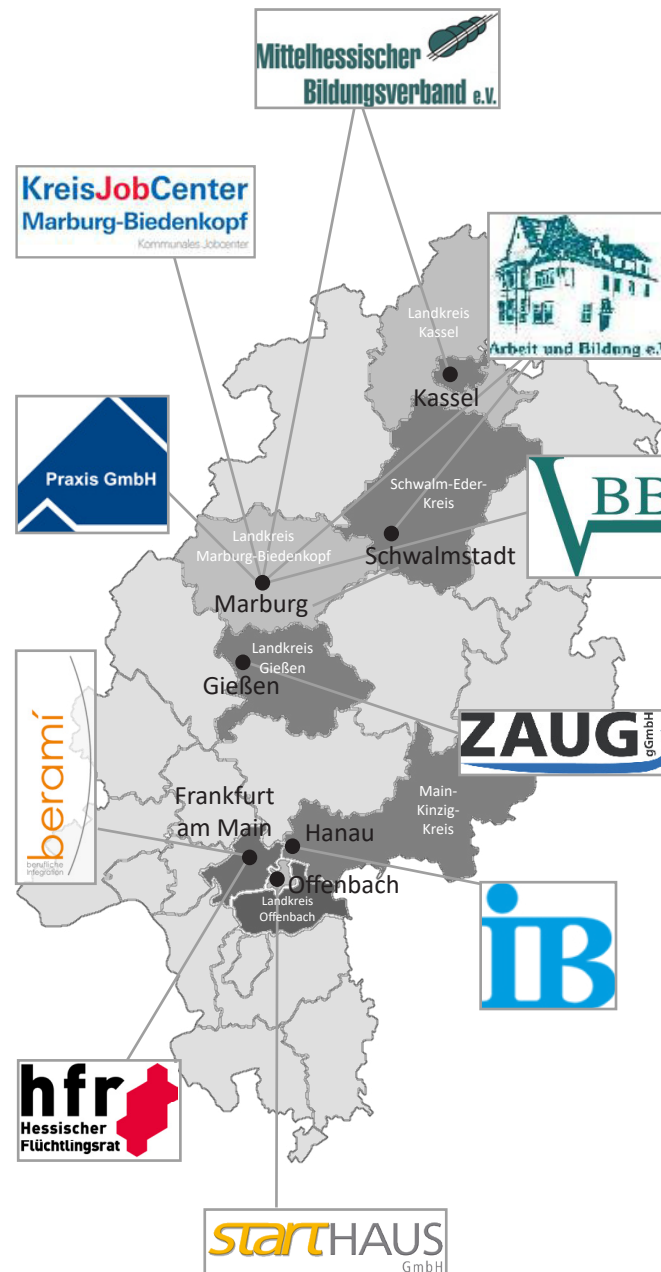 Mittelhessischer
Bildungsverband e.V.
KreisJobCenter
Marburg-Biedenkopf
Kommunales Jobcenter
Landkreis
Kassel
Arbeit und Bildung e.V
Kassel
Praxis GmbH
Schwalm-Eder-
Kreis
VBB
Landkreis
Marburg-Biedenkopf
Schwalmstadt
Marburg
Landkreis
Gießen
Gießen
ZAUG
gGmbH
beramí
berufliche
Integration
Frankfurt
am Main
Main-
Kinzig-
Kreis
Hanau
Offenbach
Landkreis
Offenbach
iB
hfr
Hessischer
Flüchtlingsrat
startHAUS
GmbH